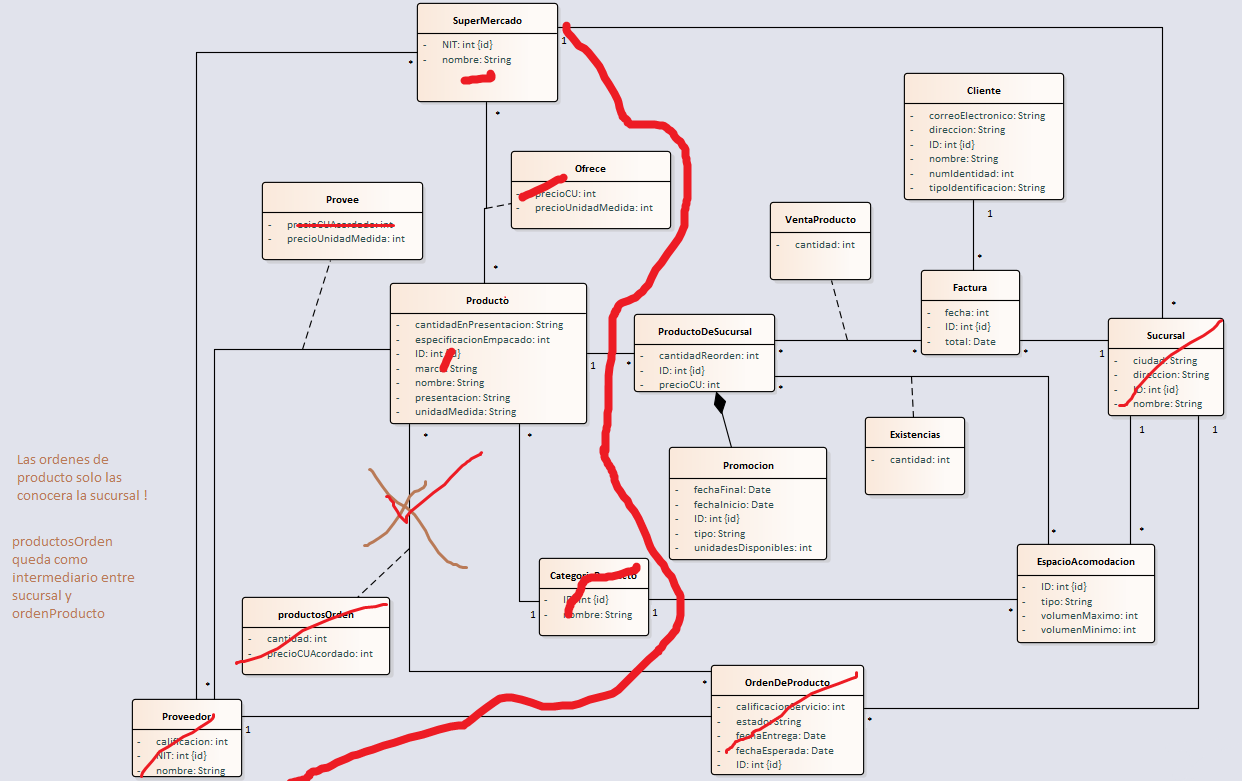 SuperMercado
- NIT: int {id}
- nombre: String
1
*
*
Cliente
- correoElectronico: String
- direccion: String
- ID: int {id}
- nombre: String
- numIdentidad: int
- tipoIdentificacion: String
1
*
Ofrece
- precioCU: int
- precioUnidadMedida: int
*
Provee
- precioCUAcordado: int
- precioUnidadMedida: int
VentaProducto
- cantidad: int
Factura
- fecha: int
- ID: int {id}
- total: Date
*
*
Producto
- cantidadEnPresentacion: String
- especificacionEmpacado: int
- ID: int {id}
- marca: String
- nombre: String
- presentacion: String
- unidadMedida: String
1
*
*
*
ProductoDeSucursal
- cantidadReorden: int
- ID: int {id}
- precioCU: int
*
*
*
Sucursal
- ciudad: String
- direccion: String
- ID: int {id}
- nombre: String
1
1
1
Existencias
- cantidad: int
Promocion
- fechaFinal: Date
- fechaInicio: Date
- ID: int {id}
- tipo: String
- unidadesDisponibles: int
Las ordenes de
producto solo las
conocera la sucursal !
productosOrden
queda como
intermediario entre
sucursal y
ordenProducto
CategoriaProducto
- ID: int {id}
- nombre: String
1
1
*
*
*
EspacioAcomodacion
- ID: int {id}
- tipo: String
- volumenMaximo: int
- volumenMinimo: int
productosOrden
- cantidad: int
- precioCUAcordado: int
*
Proveedor
- calificacion: int
- NIT: int {id}
- nombre: String
1
*
OrdenDeProducto
- calificacionServicio: int
- estado: String
- fechaEntrega: Date
- fechaEsperada: Date
- ID: int {id}
*